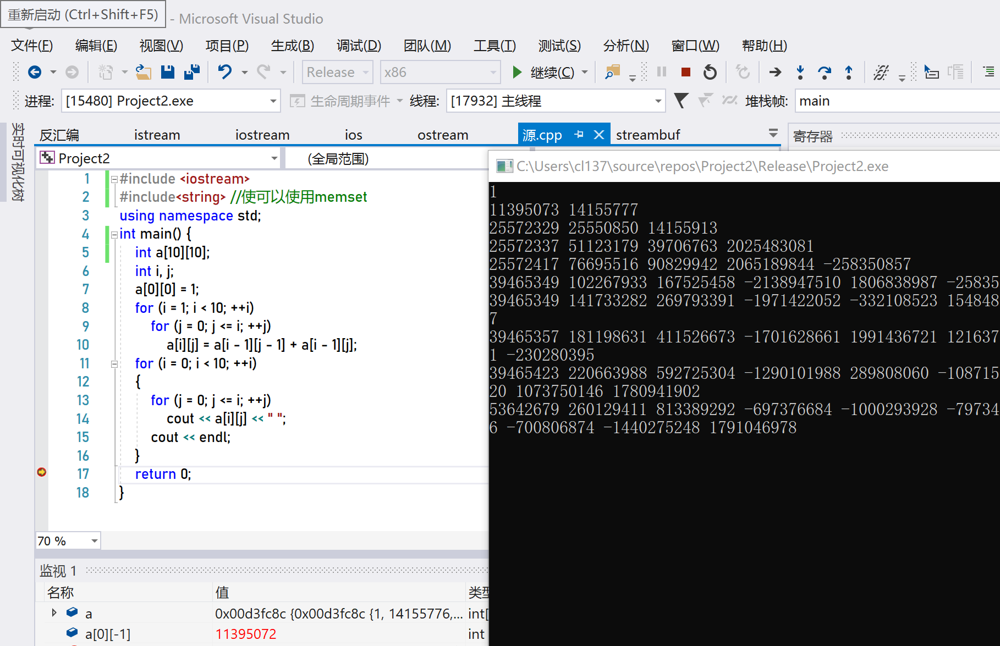 重新启动 (Ctrl+Shift+F5)
- Microsoft Visual Studio
文件(F) 编辑(E) 视图(V) 项目(P) 生成(B) 调试(D) 团队(M) 工具(T) 测试(S) 分析(N) 窗口(W) 帮助(H)
Release x86 继续(C)
进程: [15480] Project2.exe 生命周期事件 线程: [17932] 主线程 堆栈帧: main
实时可视化树
反汇编 istream iostream ios ostream 源.cpp streambuf 寄存器
Project2 (全局范围)
1 #include <iostream>
2 #include<string> //使可以使用memset
3 using namespace std;
4 int main() {
5 int a[10][10];
6 int i, j;
7 a[0][0] = 1;
8 for (i = 1; i < 10; ++i)
9 for (j = 0; j <= i; ++j)
10 a[i][j] = a[i - 1][j - 1] + a[i - 1][j];
11 for (i = 0; i < 10; ++i)
12 {
13 for (j = 0; j <= i; ++j)
14 cout << a[i][j] << " ";
15 cout << endl;
16 }
17 return 0;
18 }
70 %
C:\Users\cl137\source\repos\Project2\Release\Project2.exe
1
11395073 14155777
25572329 25550850 14155913
25572337 51123179 39706763 2025483081
25572417 76695516 90829942 2065189844 -258350857
39465349 102267933 167525458 -2138947510 1806838987 -25835
39465349 141733282 269793391 -1971422052 -332108523 154848
7
39465357 181198631 411526673 -1701628661 1991436721 121637
1 -230280395
39465423 220663988 592725304 -1290101988 289808060 -108715
20 1073750146 1780941902
53642679 260129411 813389292 -697376684 -1000293928 -79734
6 -700806874 -1440275248 1791046978
监视 1
名称 值 类型
a 0x00d3fc8c {0x00d3fc8c {1, 14155776,... int[
a[0][-1] 11395072 int